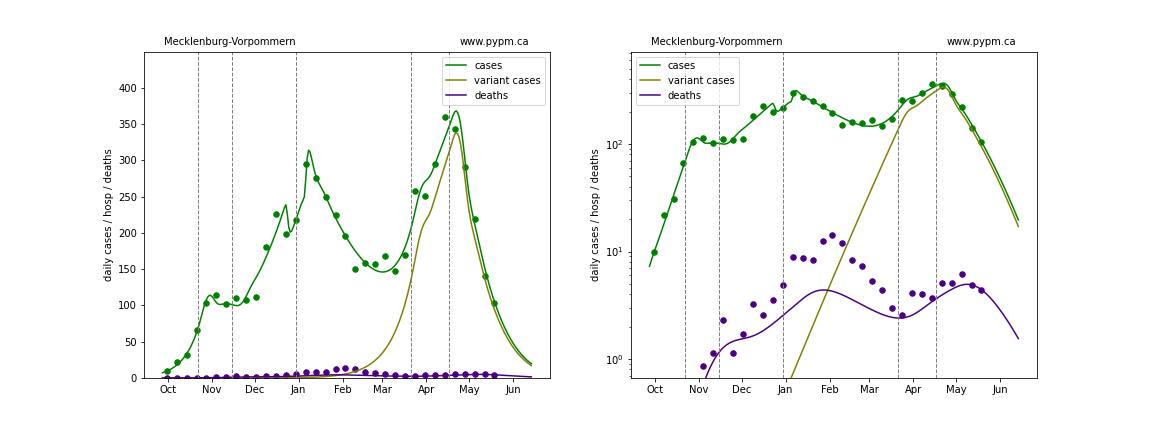 Mecklenburg-Vorpommern www.pypm.ca
cases
variant cases
deaths
daily cases / hosp / deaths
400
350
300
250
200
150
100
50
0
Oct Nov Dec Jan Feb Mar Apr May Jun
Mecklenburg-Vorpommern www.pypm.ca
cases
variant cases
deaths
daily cases / hosp / deaths
10²
10¹
10⁰
Oct Nov Dec Jan Feb Mar Apr May Jun